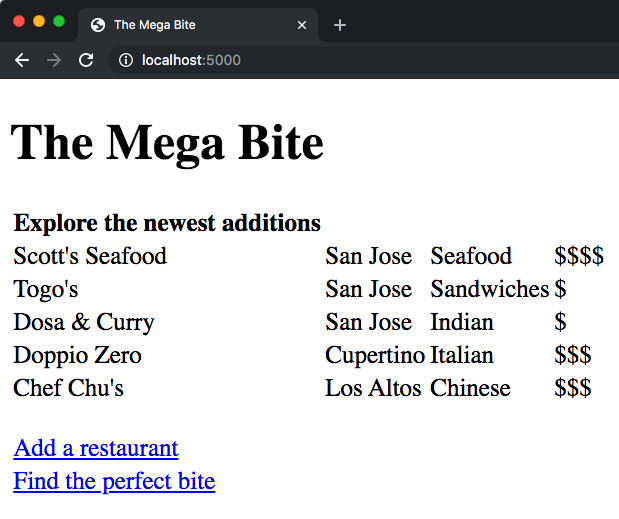 The Mega Bite
localhost:5000
The Mega Bite
Explore the newest additions
Scott's Seafood San Jose Seafood $$$$
Togo's San Jose Sandwiches $
Dosa & Curry San Jose Indian $
Doppio Zero Cupertino Italian $$$
Chef Chu's Los Altos Chinese $$$
Add a restaurant
Find the perfect bite